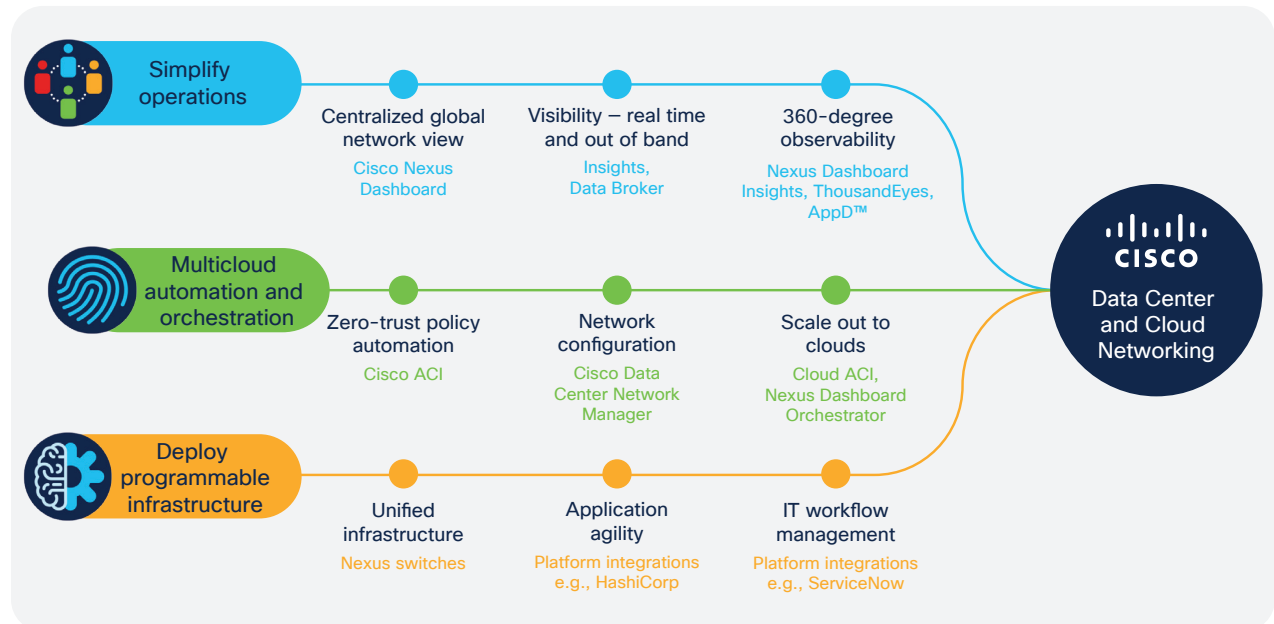 Simplify
operations
Centralized global
network view
Cisco Nexus
Dashboard
Visibility – real time
and out of band
Insights,
Data Broker
360-degree
observability
Nexus Dashboard
Insights, ThousandEyes,
AppD™
Multicloud
automation and
orchestration
Zero-trust policy
automation
Cisco ACI
Network
configuration
Cisco Data
Center Network
Manager
Scale out to
clouds
Cloud ACI,
Nexus Dashboard
Orchestrator
Deploy
programmable
infrastructure
Unified
infrastructure
Nexus switches
Application
agility
Platform integrations
e.g., HashiCorp
IT workflow
management
Platform integrations
e.g., ServiceNow
CISCO
Data Center
and Cloud
Networking